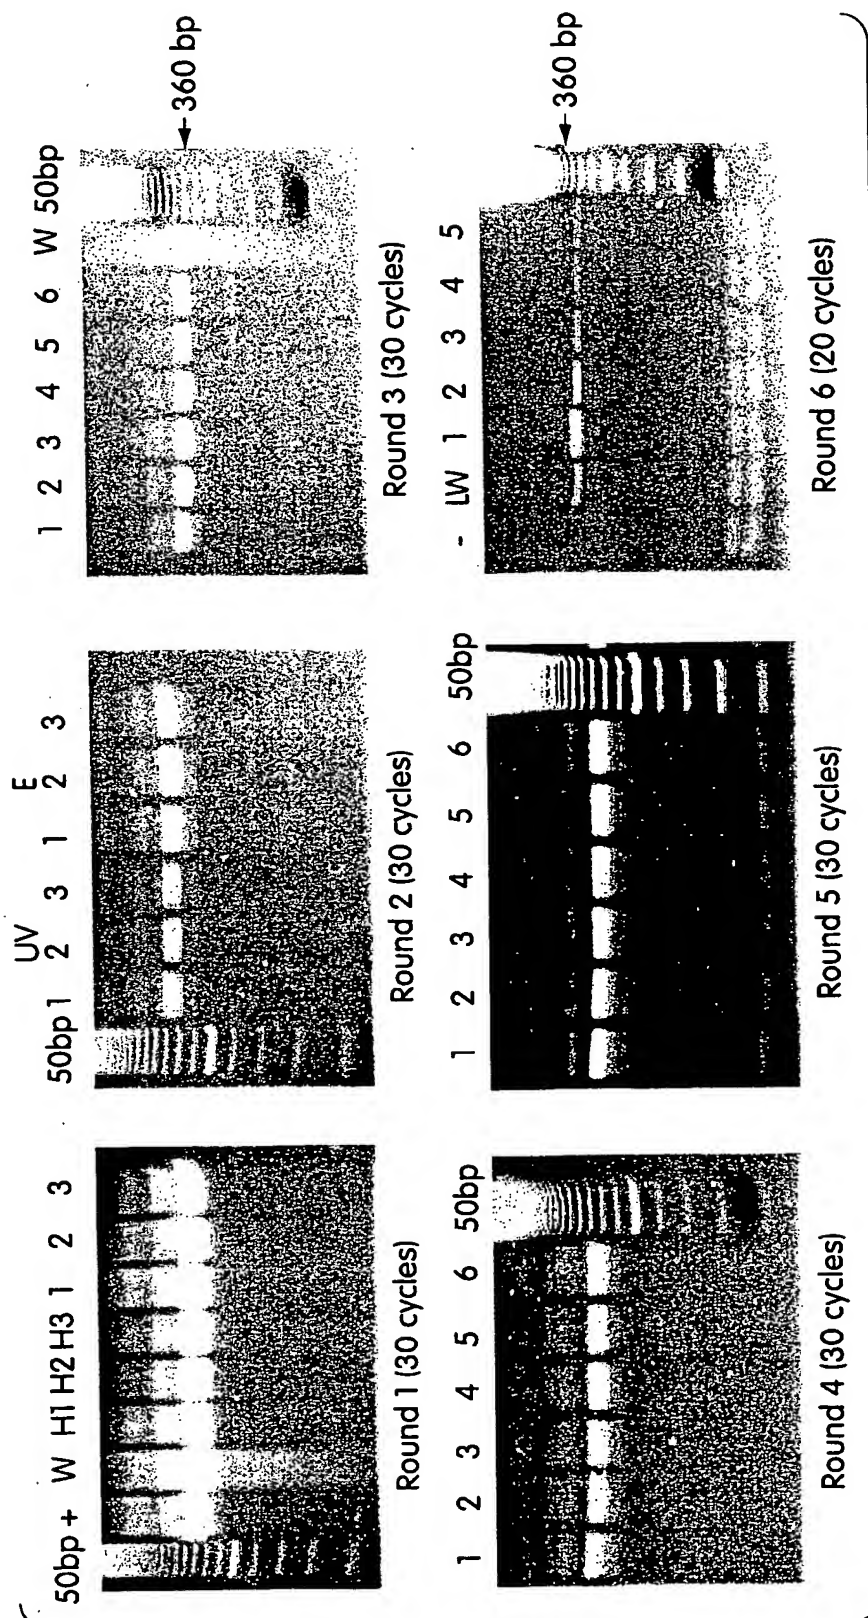 50bp + W H1 H2 H3 1 2 3
Round 1 (30 cycles)
UV E
50bp 1 2 3 1 2 3
Round 2 (30 cycles)
1 2 3 4 5 6 W 50bp
360 bp
Round 3 (30 cycles)
1 2 3 4 5 6 50bp
Round 4 (30 cycles)
1 2 3 4 5 6 50bp
Round 5 (30 cycles)
- LW 1 2 3 4 5
360 bp
Round 6 (20 cycles)